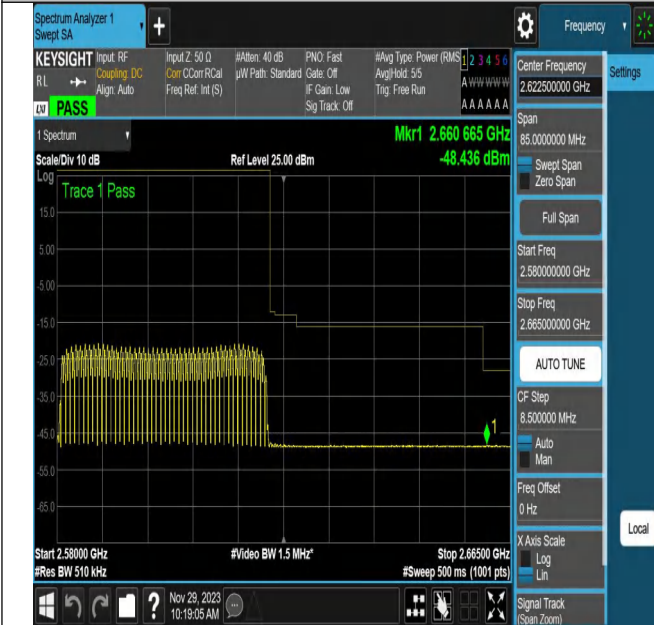 Spectrum Analyzer 1
Swept SA
+
Frequency
KEYSIGHT
RL
PASS
Input: RF
Coupling: DC
Align: Auto
Input Z: 50 Ω
Corr CCorr RCal
Freq Ref: Int (S)
#Atten: 40 dB
µW Path: Standard
PNO: Fast
Gate: Off
IF Gain: Low
Sig Track: Off
#Avg Type: Power (RMS
Avg|Hold: 5/5
Trig: Free Run
1 2 3 4 5 6
A W W W W W
A A A A A A
1 Spectrum
Scale/Div 10 dB
Ref Level 25.00 dBm
Mkr1 2.660 665 GHz
-48.436 dBm
Log
Trace 1 Pass
15.0
5.00
-5.00
-15.0
-25.0
-35.0
-45.0
-55.0
-65.0
1
Start 2.58000 GHz
#Res BW 510 kHz
#Video BW 1.5 MHz*
Stop 2.66500 GHz
#Sweep 500 ms (1001 pts)
Center Frequency
2.622500000 GHz
Settings
Span
85.0000000 MHz
Swept Span
Zero Span
Full Span
Start Freq
2.580000000 GHz
Stop Freq
2.665000000 GHz
AUTO TUNE
CF Step
8.500000 MHz
Auto
Man
Freq Offset
0 Hz
Local
X Axis Scale
Log
Lin
Signal Track
(Span Zoom)
?
Nov 29, 2023
10:19:05 AM